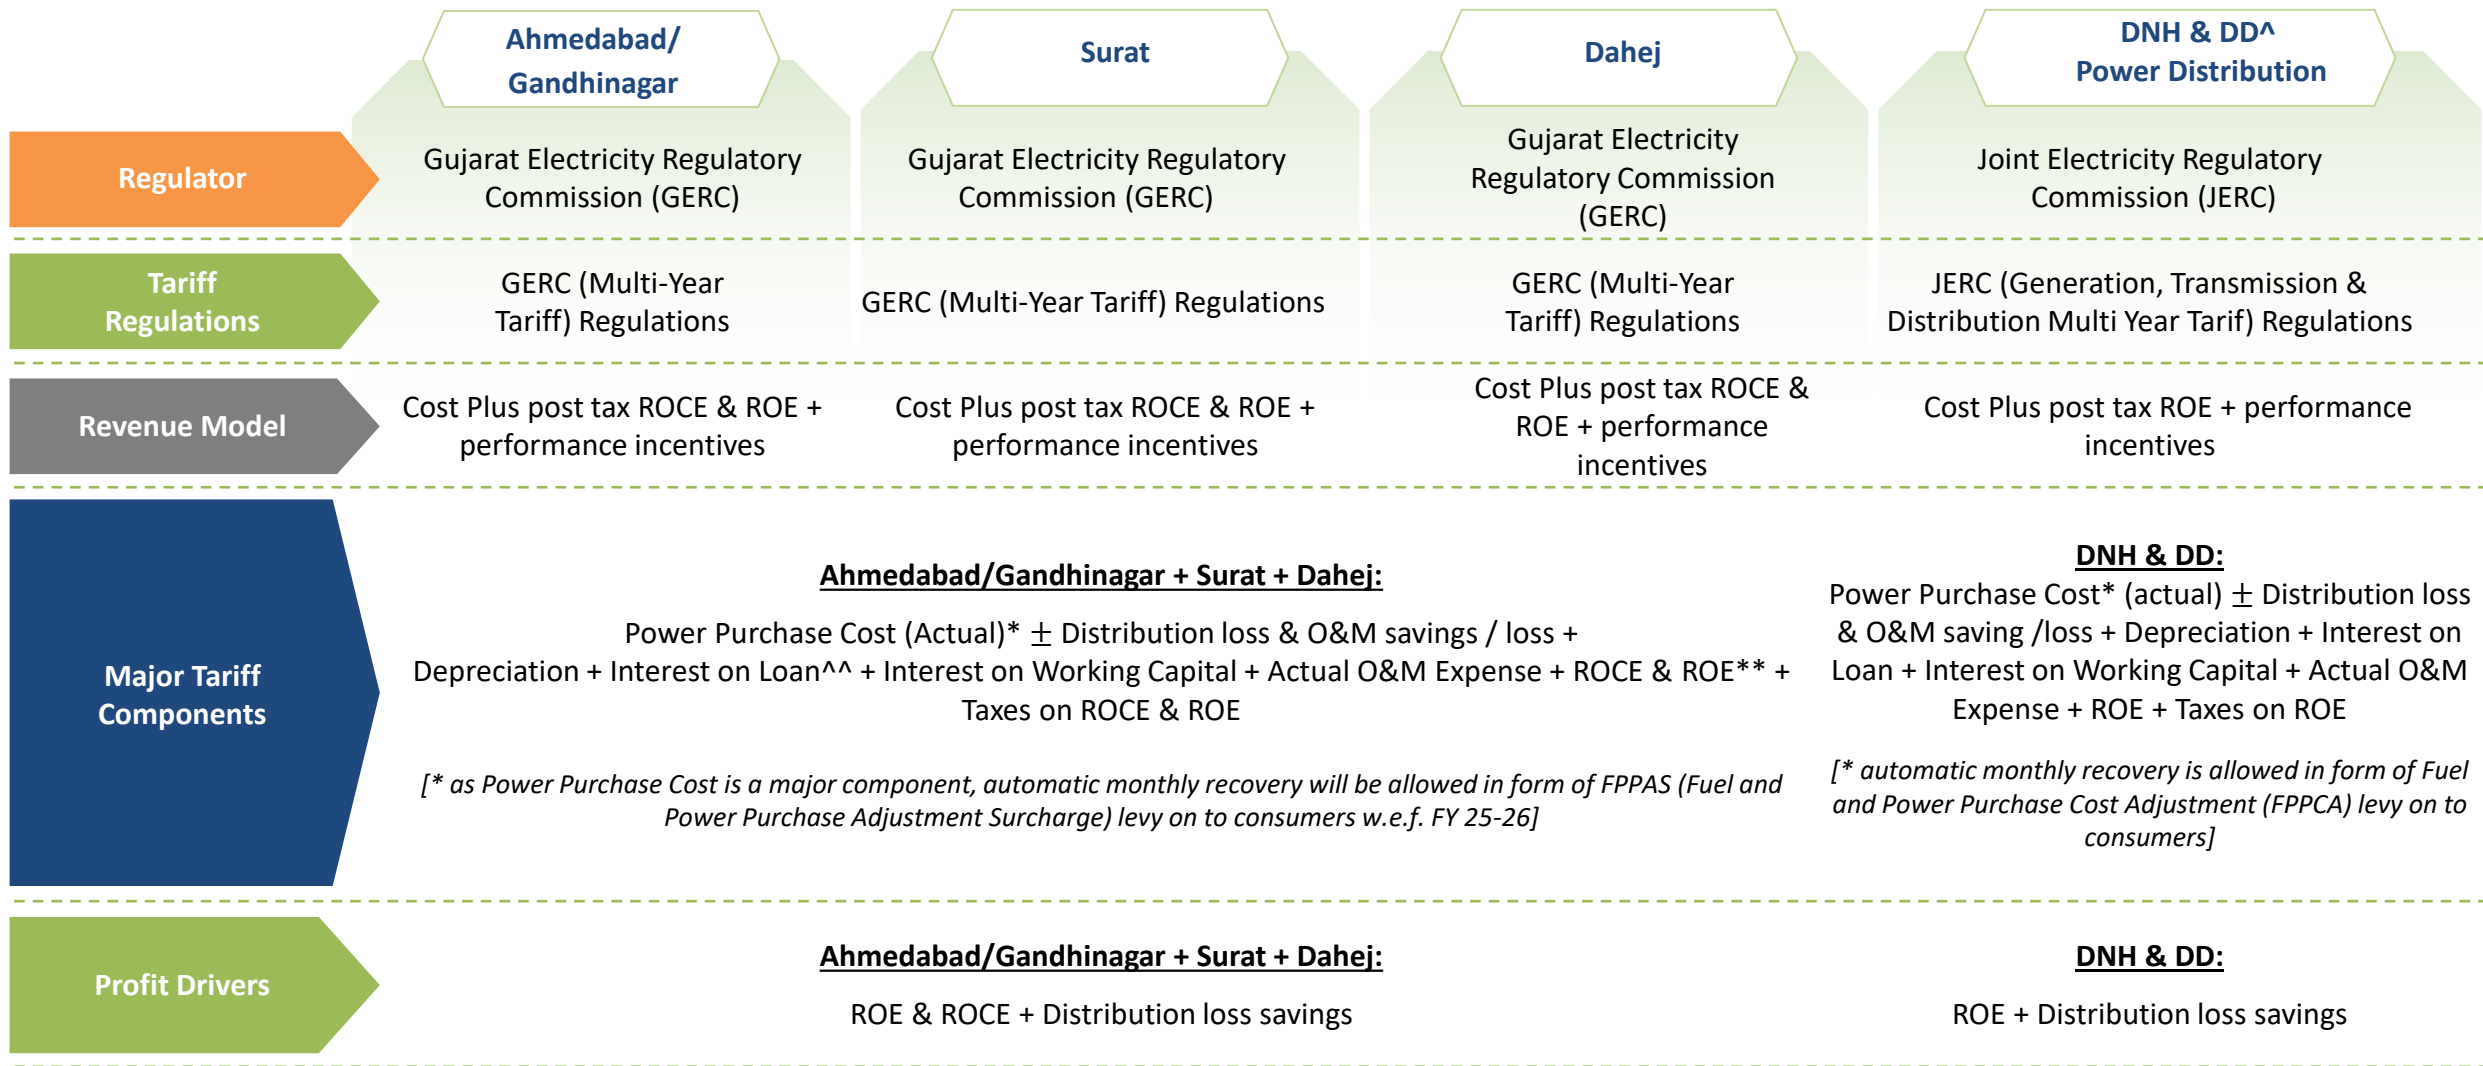 Ahmedabad/
Gandhinagar
Surat
Dahej
DNH & DD^
Power Distribution
Regulator
Gujarat Electricity Regulatory
Commission (GERC)
Gujarat Electricity Regulatory
Commission (GERC)
Gujarat Electricity
Regulatory Commission
(GERC)
Joint Electricity Regulatory
Commission (JERC)
Tariff
Regulations
GERC (Multi-Year
Tariff) Regulations
GERC (Multi-Year Tariff) Regulations
GERC (Multi-Year
Tariff) Regulations
JERC (Generation, Transmission &
Distribution Multi Year Tarif) Regulations
Revenue Model
Cost Plus post tax ROCE & ROE +
performance incentives
Cost Plus post tax ROCE & ROE +
performance incentives
Cost Plus post tax ROCE &
ROE + performance
incentives
Cost Plus post tax ROE + performance
incentives
Major Tariff
Components
Ahmedabad/Gandhinagar + Surat + Dahej:
Power Purchase Cost (Actual)* ± Distribution loss & O&M savings / loss +
Depreciation + Interest on Loan^^ + Interest on Working Capital + Actual O&M Expense + ROCE & ROE** +
Taxes on ROCE & ROE
[* as Power Purchase Cost is a major component, automatic monthly recovery will be allowed in form of FPPAS (Fuel and
Power Purchase Adjustment Surcharge) levy on to consumers w.e.f. FY 25-26]
DNH & DD:
Power Purchase Cost* (actual) ± Distribution loss
& O&M saving /loss + Depreciation + Interest on
Loan + Interest on Working Capital + Actual O&M
Expense + ROE + Taxes on ROE
[* automatic monthly recovery is allowed in form of Fuel
and Power Purchase Cost Adjustment (FPPCA) levy on to
consumers]
Profit Drivers
Ahmedabad/Gandhinagar + Surat + Dahej:
ROE & ROCE + Distribution loss savings
DNH & DD:
ROE + Distribution loss savings